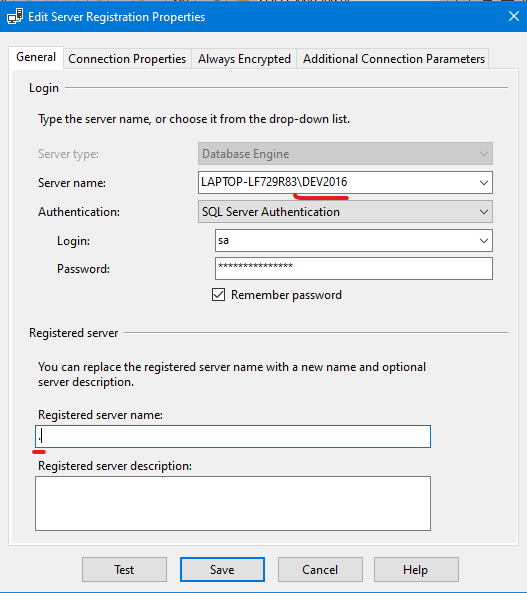 Edit Server Registration Properties
General Connection Properties Always Encrypted Additional Connection Parameters
Login
Type the server name, or choose it from the drop-down list.
Server type: Database Engine
Server name: LAPTOP-LF729R83\DEV2016
Authentication: SQL Server Authentication
Login: sa
Password: ***************
Remember password
Registered server
You can replace the registered server name with a new name and optional
server description.
Registered server name:
.
Registered server description:
Test Save Cancel Help